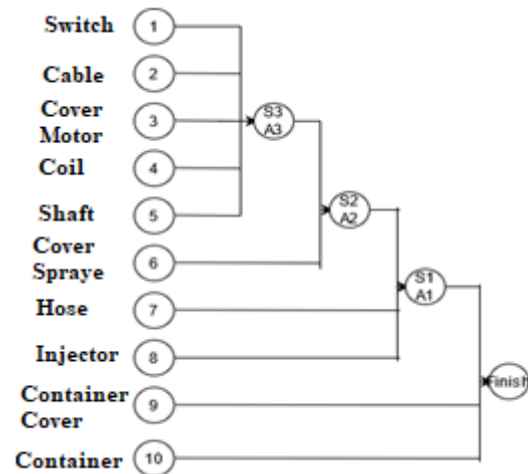 Switch 1
Cable 2
Cover
Motor
3
S3
A3
Coil 4
Shaft 5
S2
A2
Cover
Spraye
6
S1
A1
Hose 7
Injector 8
Finish
Container
Cover
9
Container 10